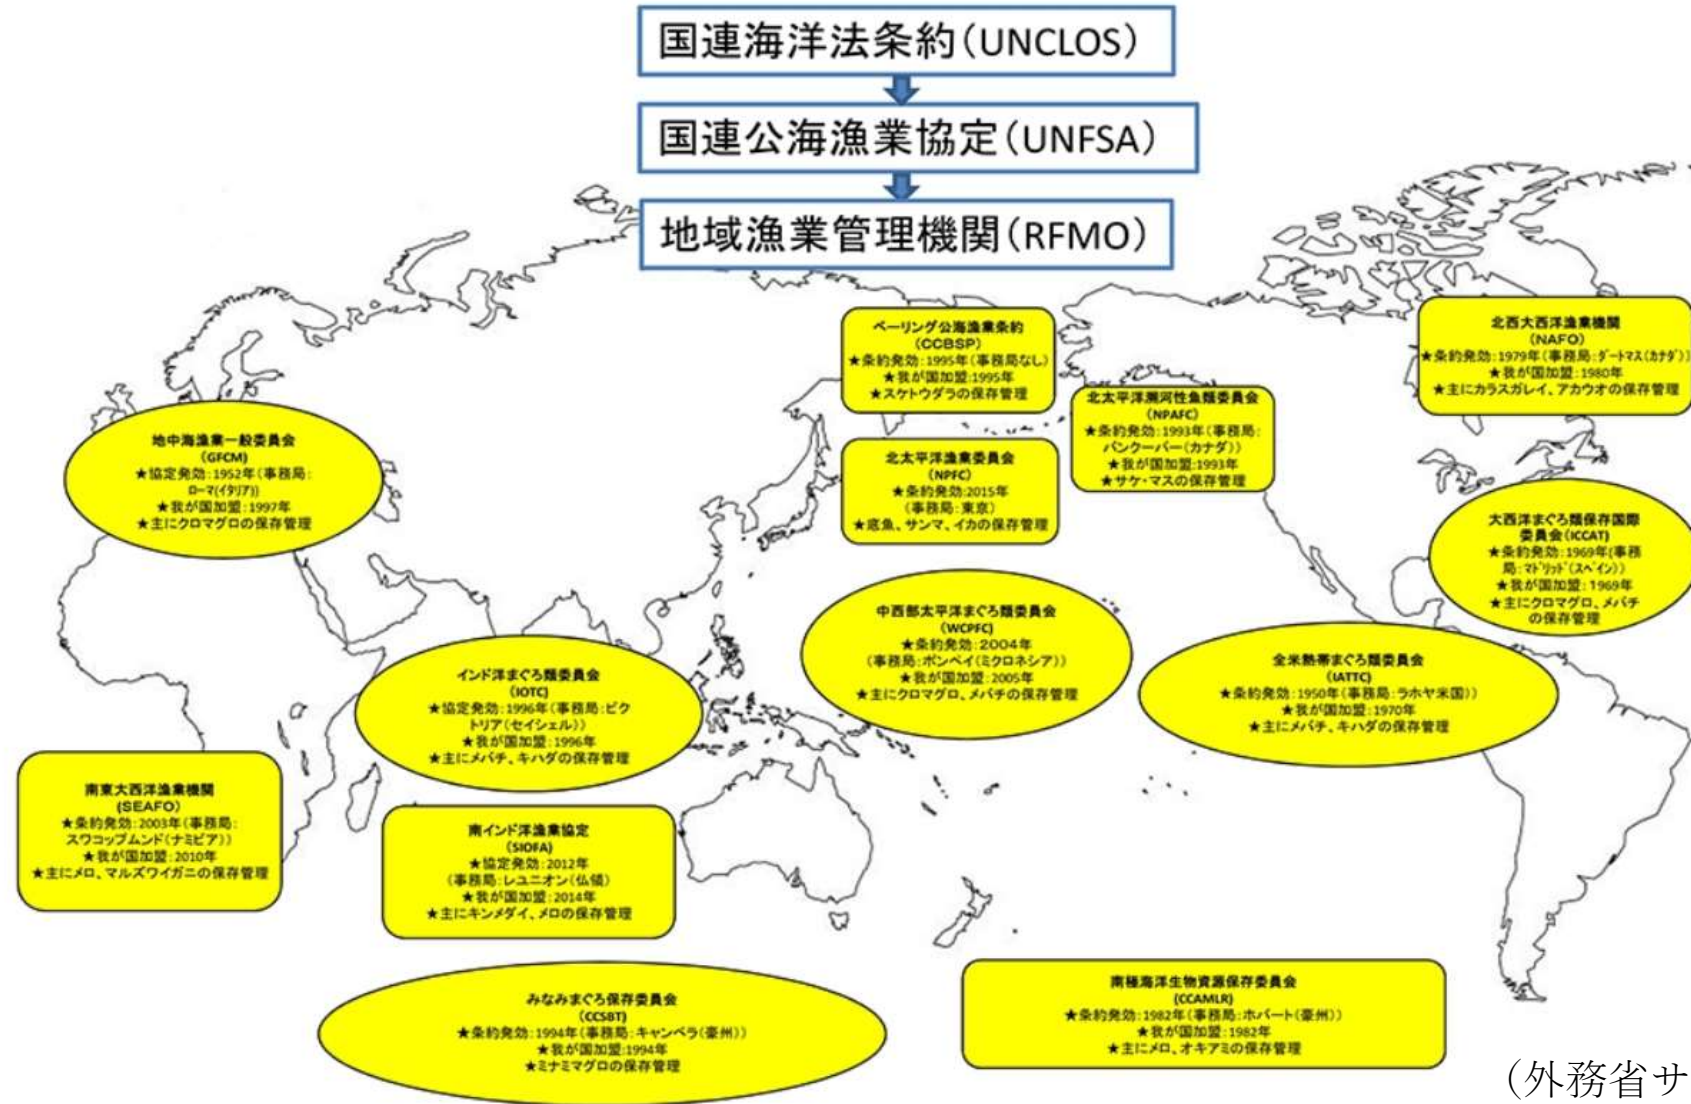 国連海洋法条約(UNCLOS)
国連公海漁業協定(UNFSA)
地域漁業管理機関(RFMO)
ベーリング公海漁業条約
(CCBSP)
★条約発効:1995年(事務局なし)
★我が国加盟:1995年
★スケトウダラの保存管理
北西大西洋漁業機関
(NAFO)
★条約発効:1979年(事務局:ダートマス(カナダ))
★我が国加盟:1980年
★主にカラスガレイ、アカウオの保存管理
北太平洋溯河性魚類委員会
(NPAFC)
★条約発効:1993年(事務局:
バンクーバー(カナダ))
★我が国加盟:1993年
★サケ・マスの保存管理
地中海漁業一般委員会
(GFCM)
★協定発効:1952年(事務局:
ローマ(イタリア))
★我が国加盟:1997年
★主にクロマグロの保存管理
北太平洋漁業委員会
(NPFC)
★条約発効:2015年
(事務局:東京)
★底魚、サンマ、イカの保存管理
大西洋まぐろ類保存国際
委員会(ICCAT)
★条約発効:1969年(事務
局:マドリッド(スペイン))
★我が国加盟:1969年
★主にクロマグロ、メバチ
の保存管理
中西部太平洋まぐろ類委員会
(WCPFC)
★条約発効:2004年
(事務局:ポンペイ(ミクロネシア))
★我が国加盟:2005年
★主にクロマグロ、メバチの保存管理
全米熱帯まぐろ類委員会
(IATTC)
★条約発効:1950年(事務局:ラホヤ米国))
★我が国加盟:1970年
★主にメバチ、キハダの保存管理
インド洋まぐろ類委員会
(IOTC)
★協定発効:1996年(事務局:ビク
トリア(セイシェル))
★我が国加盟:1996年
★主にメバチ、キハダの保存管理
南東大西洋漁業機関
(SEAFO)
★条約発効:2003年(事務局:
スワコップムンド(ナミビア))
★我が国加盟:2010年
★主にメロ、マルズワイガニの保存管理
南インド洋漁業協定
(SIOFA)
★協定発効:2012年
(事務局:レユニオン(仏領)
★我が国加盟:2014年
★主にキンメダイ、メロの保存管理
みなみまぐろ保存委員会
(CCSBT)
★条約発効:1994年(事務局:キャンベラ(豪州))
★我が国加盟:1994年
★ミナミマグロの保存管理
南極海洋生物資源保存委員会
(CCAMLR)
★条約発効:1982年(事務局:ホバート(豪州))
★我が国加盟:1982年
★主にメロ、オキアミの保存管理
(外務省サ